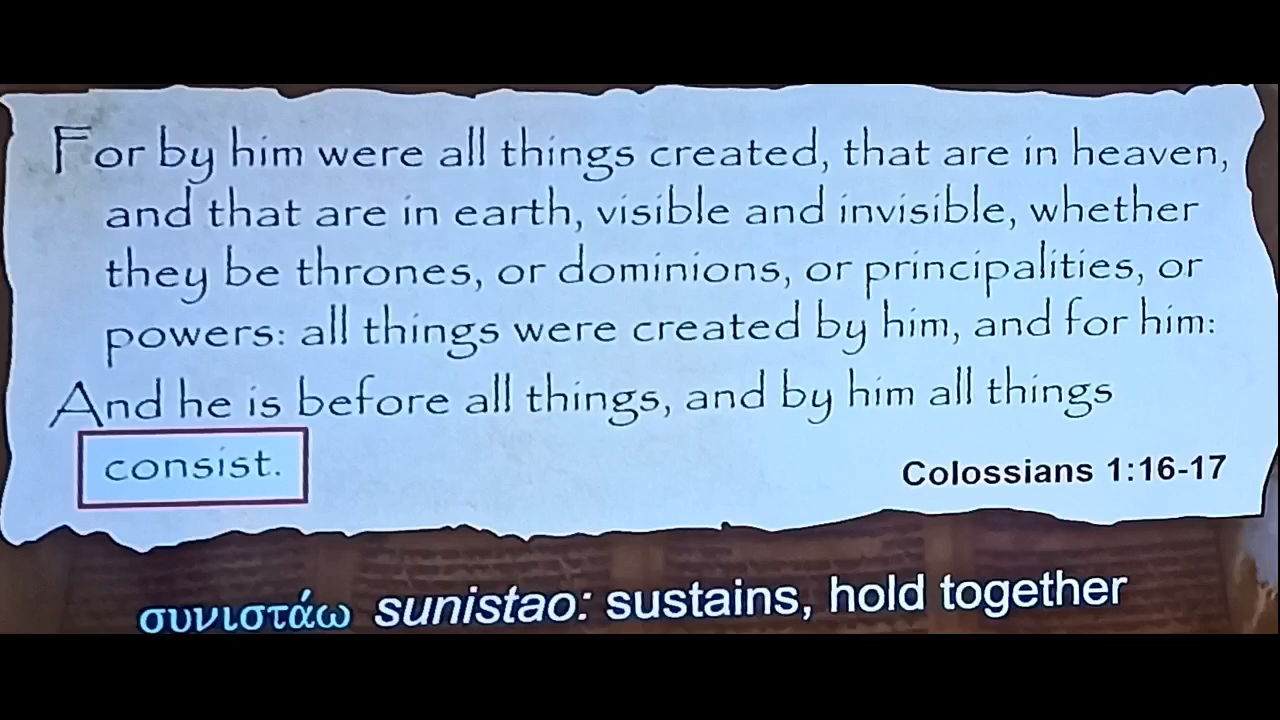 For by him were all things created, that are in heaven,
and that are in earth, visible and invisible, whether
they be thrones, or dominions, or principalities, or
powers: all things were created by him, and for him:
And he is before all things, and by him all things
consist.
Colossians 1:16-17
συνιστάω sunistao: sustains, hold together